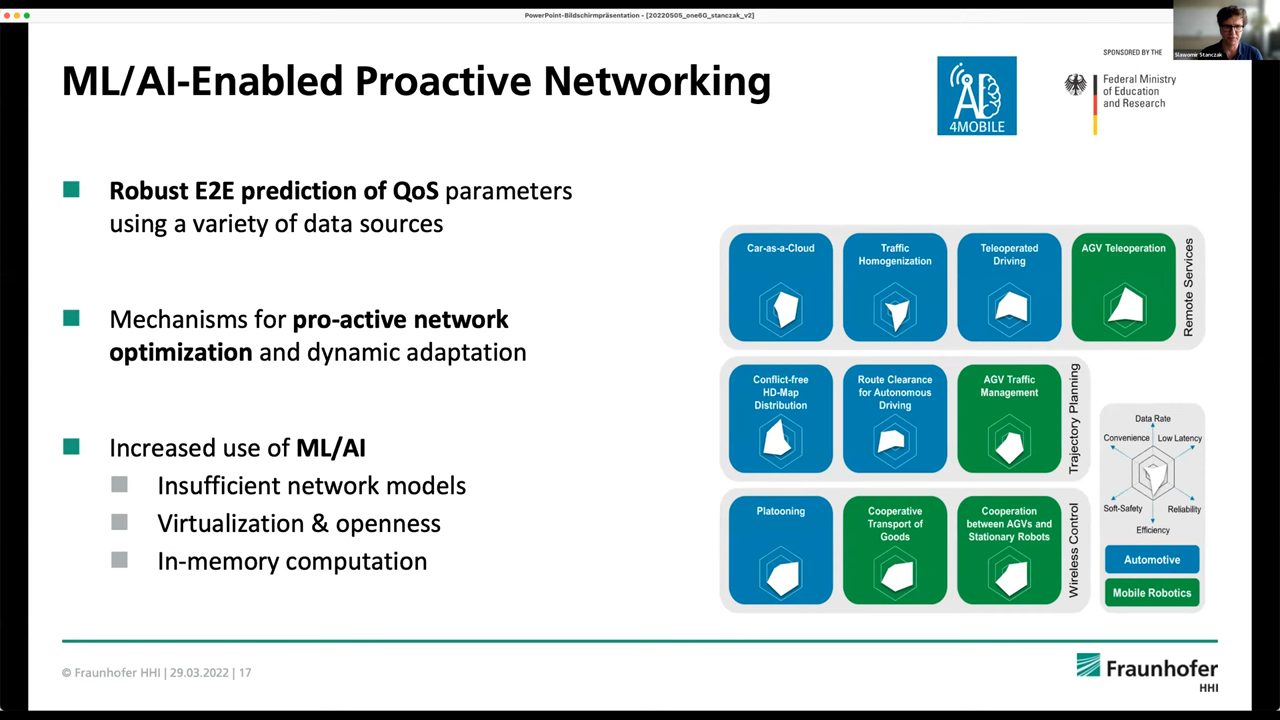 PowerPoint-Bildschirmpräsentation - [20220505_one6G_stanczak_v2]
Slawomir Stanczak
ML/AI-Enabled Proactive Networking
AI
4MOBILE
SPONSORED BY THE
Federal Ministry
of Education
and Research
Robust E2E prediction of QoS parameters
using a variety of data sources
Mechanisms for pro-active network
optimization and dynamic adaptation
Increased use of ML/AI
Insufficient network models
Virtualization & openness
In-memory computation
Car-as-a-Cloud
Traffic
Homogenization
Teleoperated
Driving
AGV Teleoperation
Remote Services
Conflict-free
HD-Map
Distribution
Route Clearance
for Autonomous
Driving
AGV Traffic
Management
Trajectory Planning
Platooning
Cooperative
Transport of
Goods
Cooperation
between AGVs and
Stationary Robots
Wireless Control
Data Rate
Convenience
Low Latency
Soft-Safety
Reliability
Efficiency
Automotive
Mobile Robotics
© Fraunhofer HHI | 29.03.2022 | 17
Fraunhofer
HHI